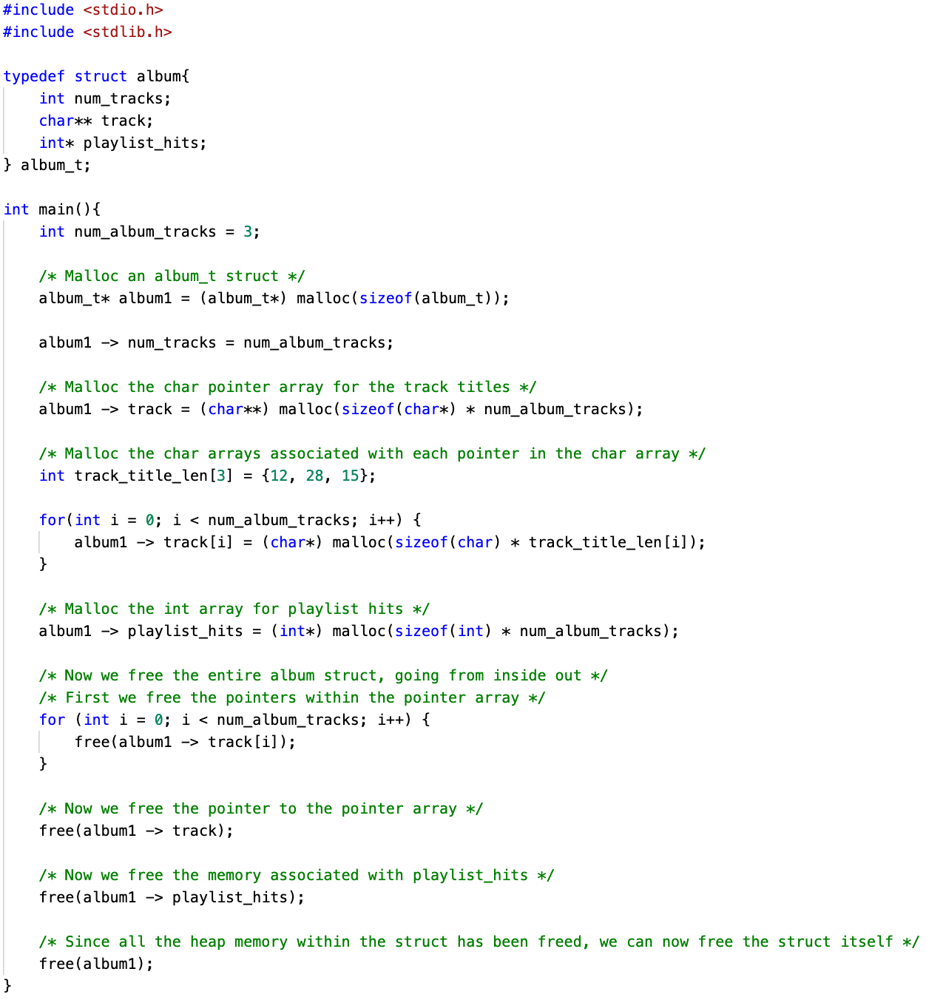 #include <stdio.h>
#include <stdlib.h>

typedef struct album{
    int num_tracks;
    char** track;
    int* playlist_hits;
} album_t;

int main(){
    int num_album_tracks = 3;

    /* Malloc an album_t struct */
    album_t* album1 = (album_t*) malloc(sizeof(album_t));

    album1 -> num_tracks = num_album_tracks;

    /* Malloc the char pointer array for the track titles */
    album1 -> track = (char**) malloc(sizeof(char*) * num_album_tracks);

    /* Malloc the char arrays associated with each pointer in the char array */
    int track_title_len[3] = {12, 28, 15};

    for(int i = 0; i < num_album_tracks; i++) {
        album1 -> track[i] = (char*) malloc(sizeof(char) * track_title_len[i]);
    }

    /* Malloc the int array for playlist hits */
    album1 -> playlist_hits = (int*) malloc(sizeof(int) * num_album_tracks);

    /* Now we free the entire album struct, going from inside out */
    /* First we free the pointers within the pointer array */
    for (int i = 0; i < num_album_tracks; i++) {
        free(album1 -> track[i]);
    }

    /* Now we free the pointer to the pointer array */
    free(album1 -> track);

    /* Now we free the memory associated with playlist_hits */
    free(album1 -> playlist_hits);

    /* Since all the heap memory within the struct has been freed, we can now free the struct itself */
    free(album1);
}